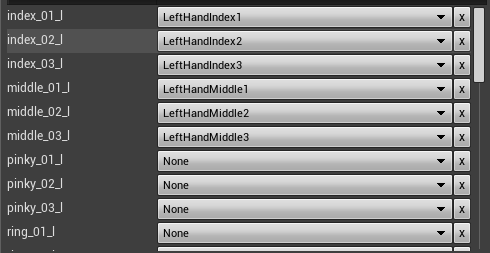 index_01_l LeftHandIndex1 x
index_02_l LeftHandIndex2 x
index_03_l LeftHandIndex3 x
middle_01_l LeftHandMiddle1 x
middle_02_l LeftHandMiddle2 x
middle_03_l LeftHandMiddle3 x
pinky_01_l None x
pinky_02_l None x
pinky_03_l None x
ring_01_l None x